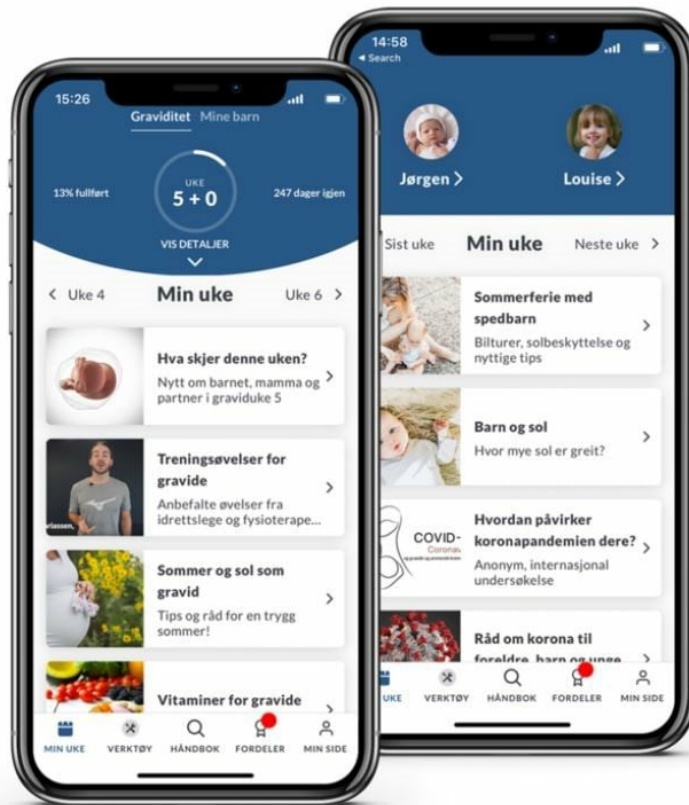 15:26
Graviditet Mine barn
13% fullført
UKE
5 + 0
247 dager igjen
VIS DETALJER
< Uke 4
Min uke
Uke 6 >
Hva skjer denne uken?
Nytt om barnet, mamma og
partner i graviduke 5
Treningsøvelser for
gravide
Anbefalte øvelser fra
idrettslege og fysioterape...
Sommer og sol som
gravid
Tips og råd for en trygg
sommer!
Vitaminer for gravide
MIN UKE
VERKTØY
HÅNDBOK
FORDELER
MIN SIDE
14:58
Search
Jørgen >
Louise >
Sist uke
Min uke
Neste uke >
Sommerferie med
spedbarn
Bilturer, solbeskyttelse og
nyttige tips
Barn og sol
Hvor mye sol er greit?
COVID-
Hvordan påvirker
koronapandemien dere?
Anonym, internasjonal
undersøkelse
Råd om korona til
foreldre, barn og unge
UKE
VERKTØY
HÅNDBOK
FORDELER
MIN SIDE